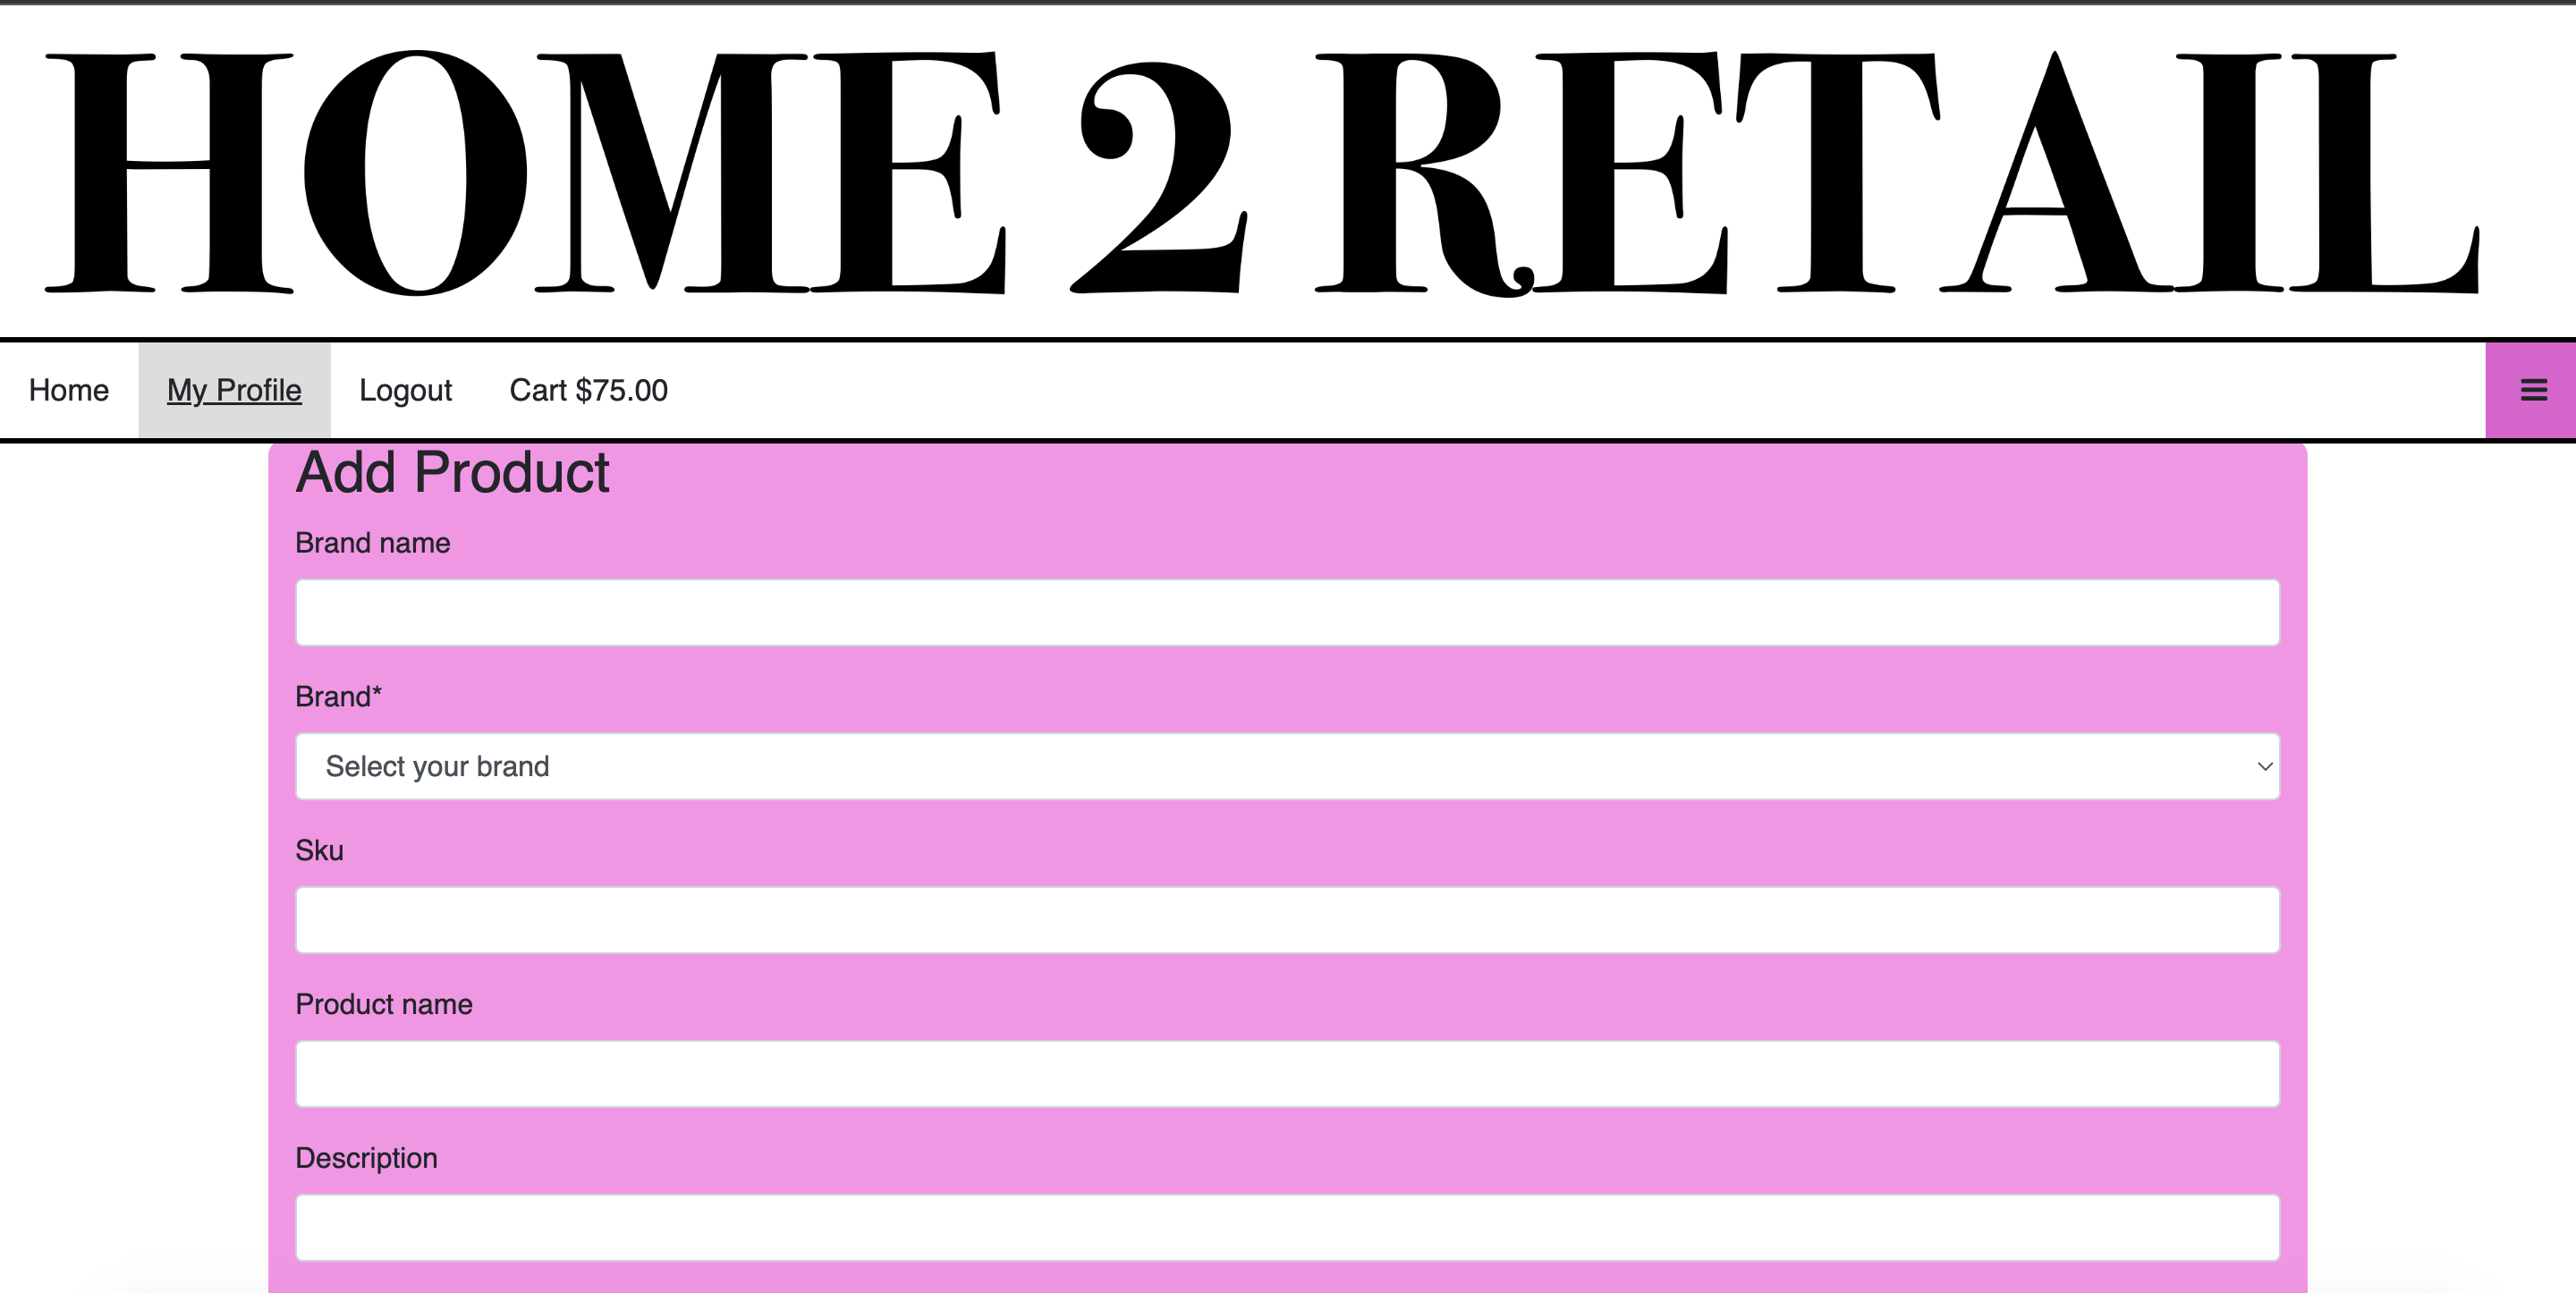 HOME 2 RETAIL
Home My Profile Logout Cart $75.00
Add Product
Brand name
Brand*
Select your brand
Sku
Product name
Description